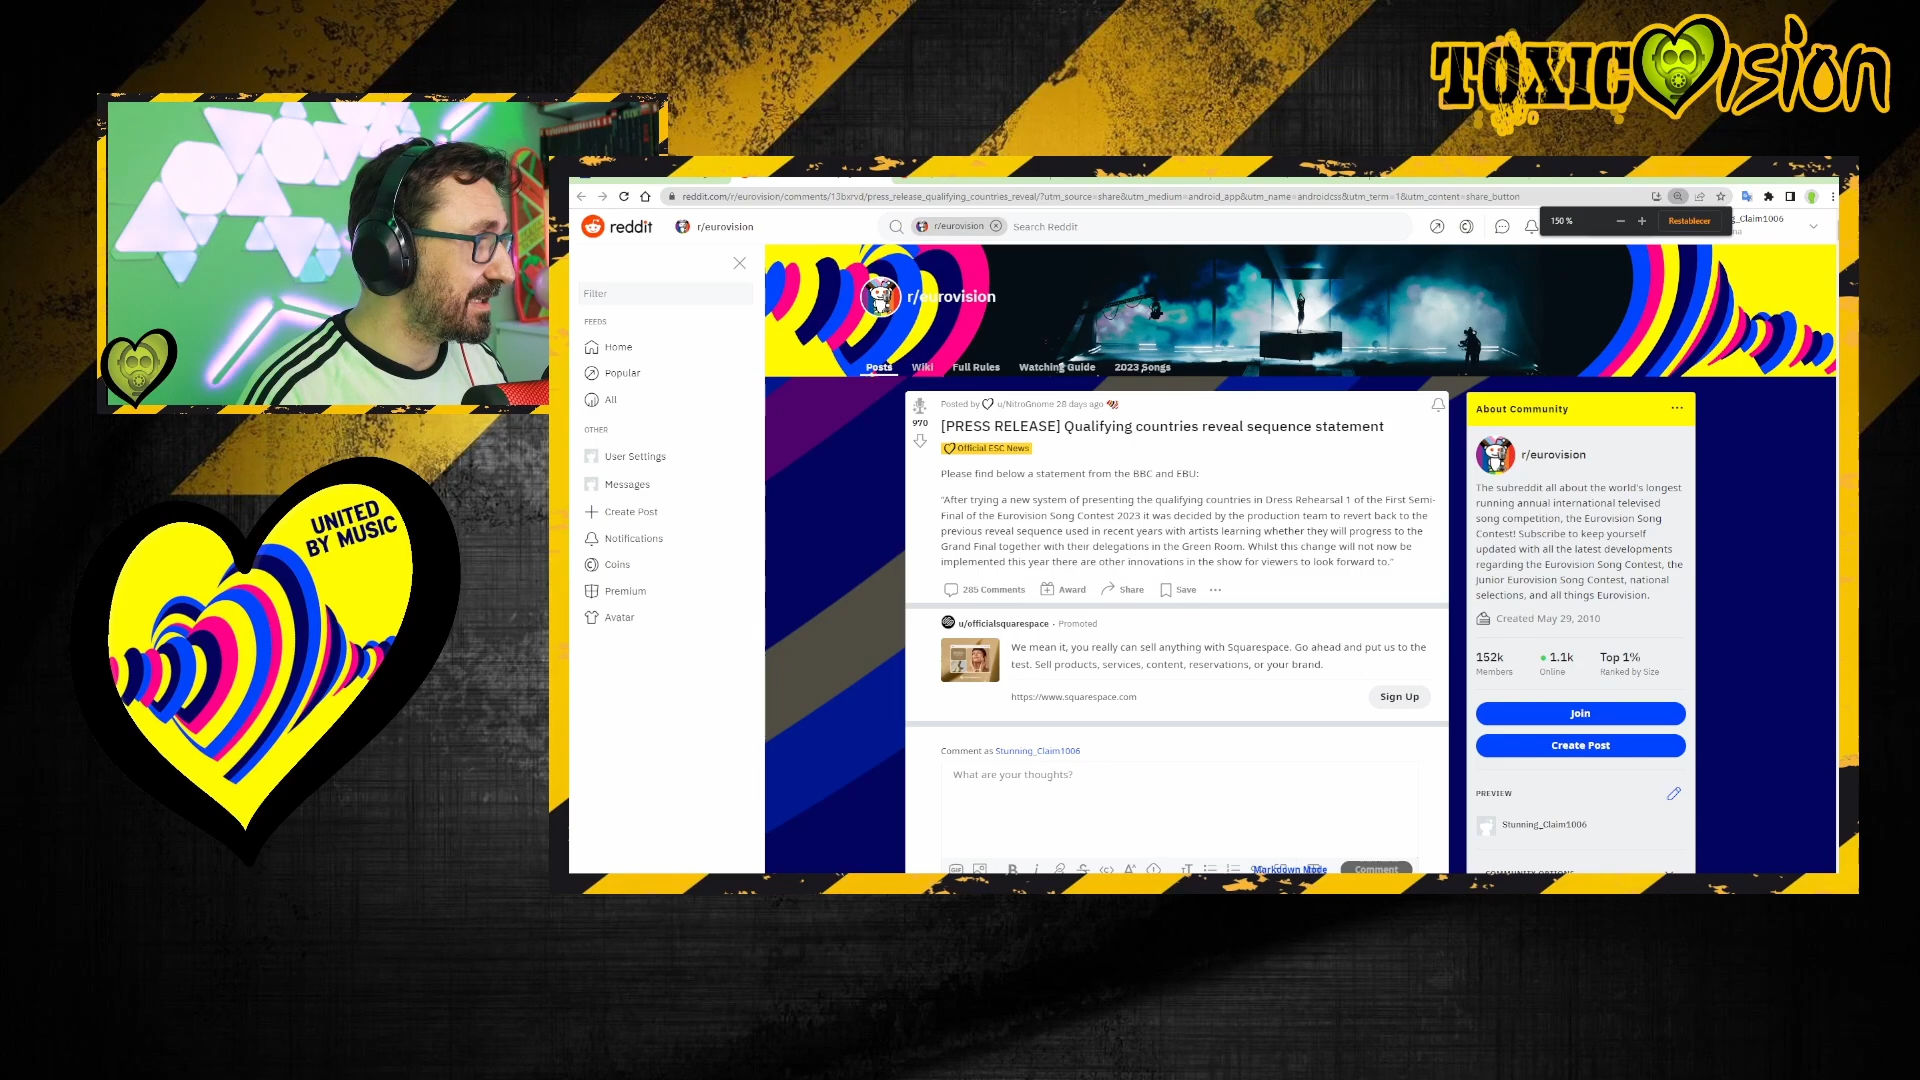 TOXIC Vision
UNITED
BY MUSIC
reddit.com/r/eurovision/comments/13bxrvd/press_release_qualifying_countries_reveal/?utm_source=share&utm_medium=android_app&utm_name=androidcss&utm_term=1&utm_content=share_button
150 %
Restablecer
reddit
r/eurovision
r/eurovision
Search Reddit
_Claim1006
Filter
FEEDS
Home
Popular
All
OTHER
User Settings
Messages
Create Post
Notifications
Coins
Premium
Avatar
r/eurovision
Posts Wiki Full Rules Watching Guide 2023 Songs
Posted by u/NitroGnome 28 days ago
970
[PRESS RELEASE] Qualifying countries reveal sequence statement
Official ESC News
Please find below a statement from the BBC and EBU:
"After trying a new system of presenting the qualifying countries in Dress Rehearsal 1 of the First Semi-
Final of the Eurovision Song Contest 2023 it was decided by the production team to revert back to the
previous reveal sequence used in recent years with artists learning whether they will progress to the
Grand Final together with their delegations in the Green Room. Whilst this change will not now be
implemented this year there are other innovations in the show for viewers to look forward to."
285 Comments Award Share Save
u/officialsquarespace · Promoted
We mean it, you really can sell anything with Squarespace. Go ahead and put us to the
test. Sell products, services, content, reservations, or your brand.
https://www.squarespace.com
Sign Up
Comment as Stunning_Claim1006
What are your thoughts?
Markdown Mode
Comment
About Community
r/eurovision
The subreddit all about the world's longest
running annual international televised
song competition, the Eurovision Song
Contest! Subscribe to keep yourself
updated with all the latest developments
regarding the Eurovision Song Contest, the
Junior Eurovision Song Contest, national
selections, and all things Eurovision.
Created May 29, 2010
152k 1.1k Top 1%
Members Online Ranked by Size
Join
Create Post
PREVIEW
Stunning_Claim1006
COMMUNITY OPTIONS